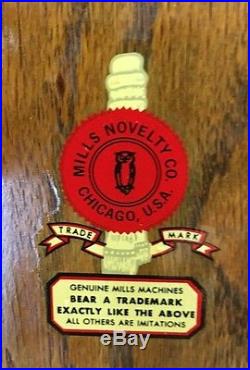 MILLS NOVELTY CO.
CHICAGO, U.S.A.
TRADE MARK
GENUINE MILLS MACHINES
BEAR A TRADEMARK
EXACTLY LIKE THE ABOVE
ALL OTHERS ARE IMITATIONS
ebay